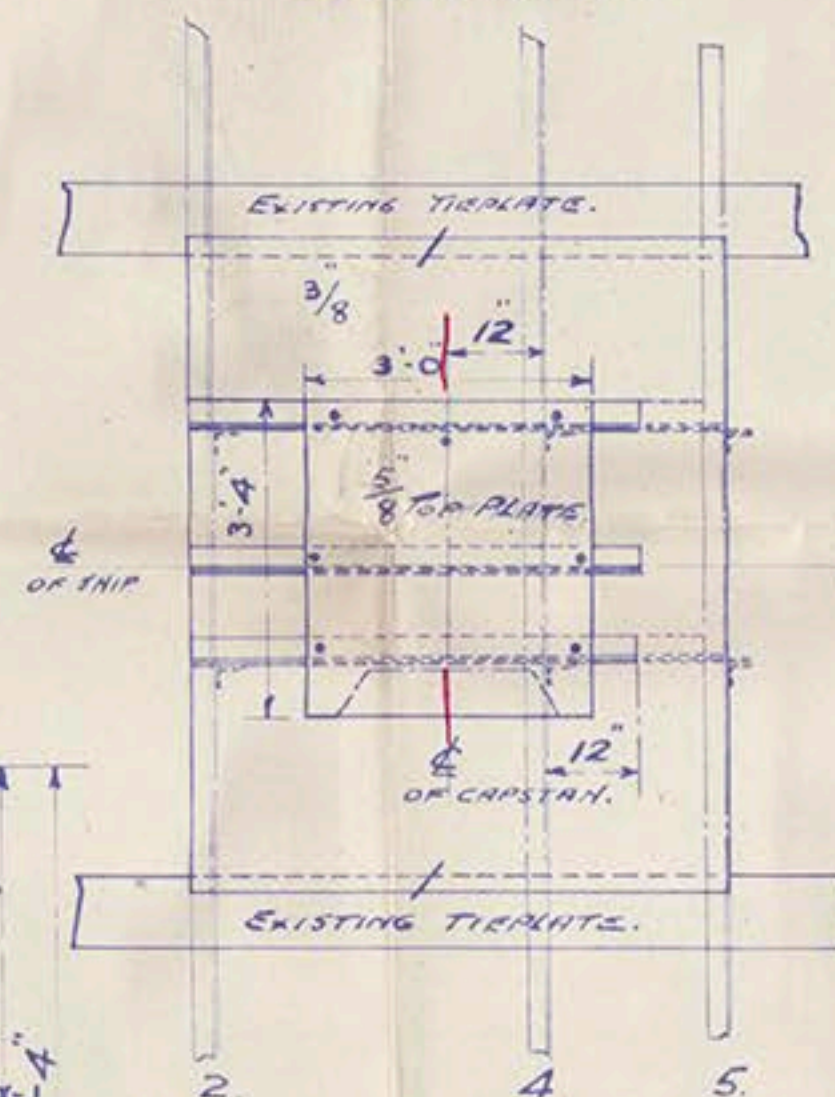 EXISTING TIEPLATE.
3/8"
12"
3'-0"
3'-4"
5/8" TOP PLATE
℄
OF SHIP
℄
OF CAPSTAN.
12"
EXISTING TIEPLATE.
2. 4. 5.